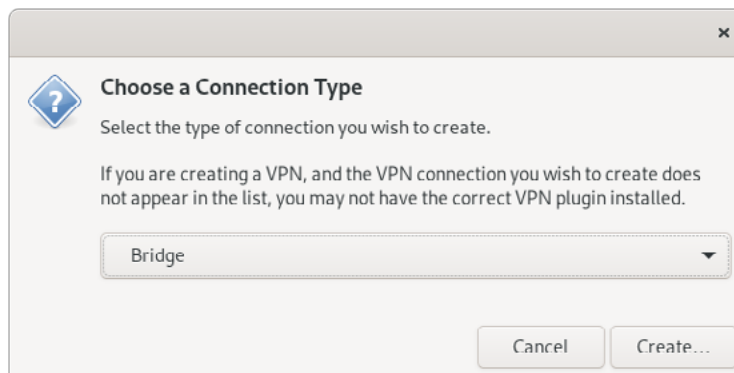 Choose a Connection Type
Select the type of connection you wish to create.
If you are creating a VPN, and the VPN connection you wish to create does
not appear in the list, you may not have the correct VPN plugin installed.
Bridge
Cancel
Create...